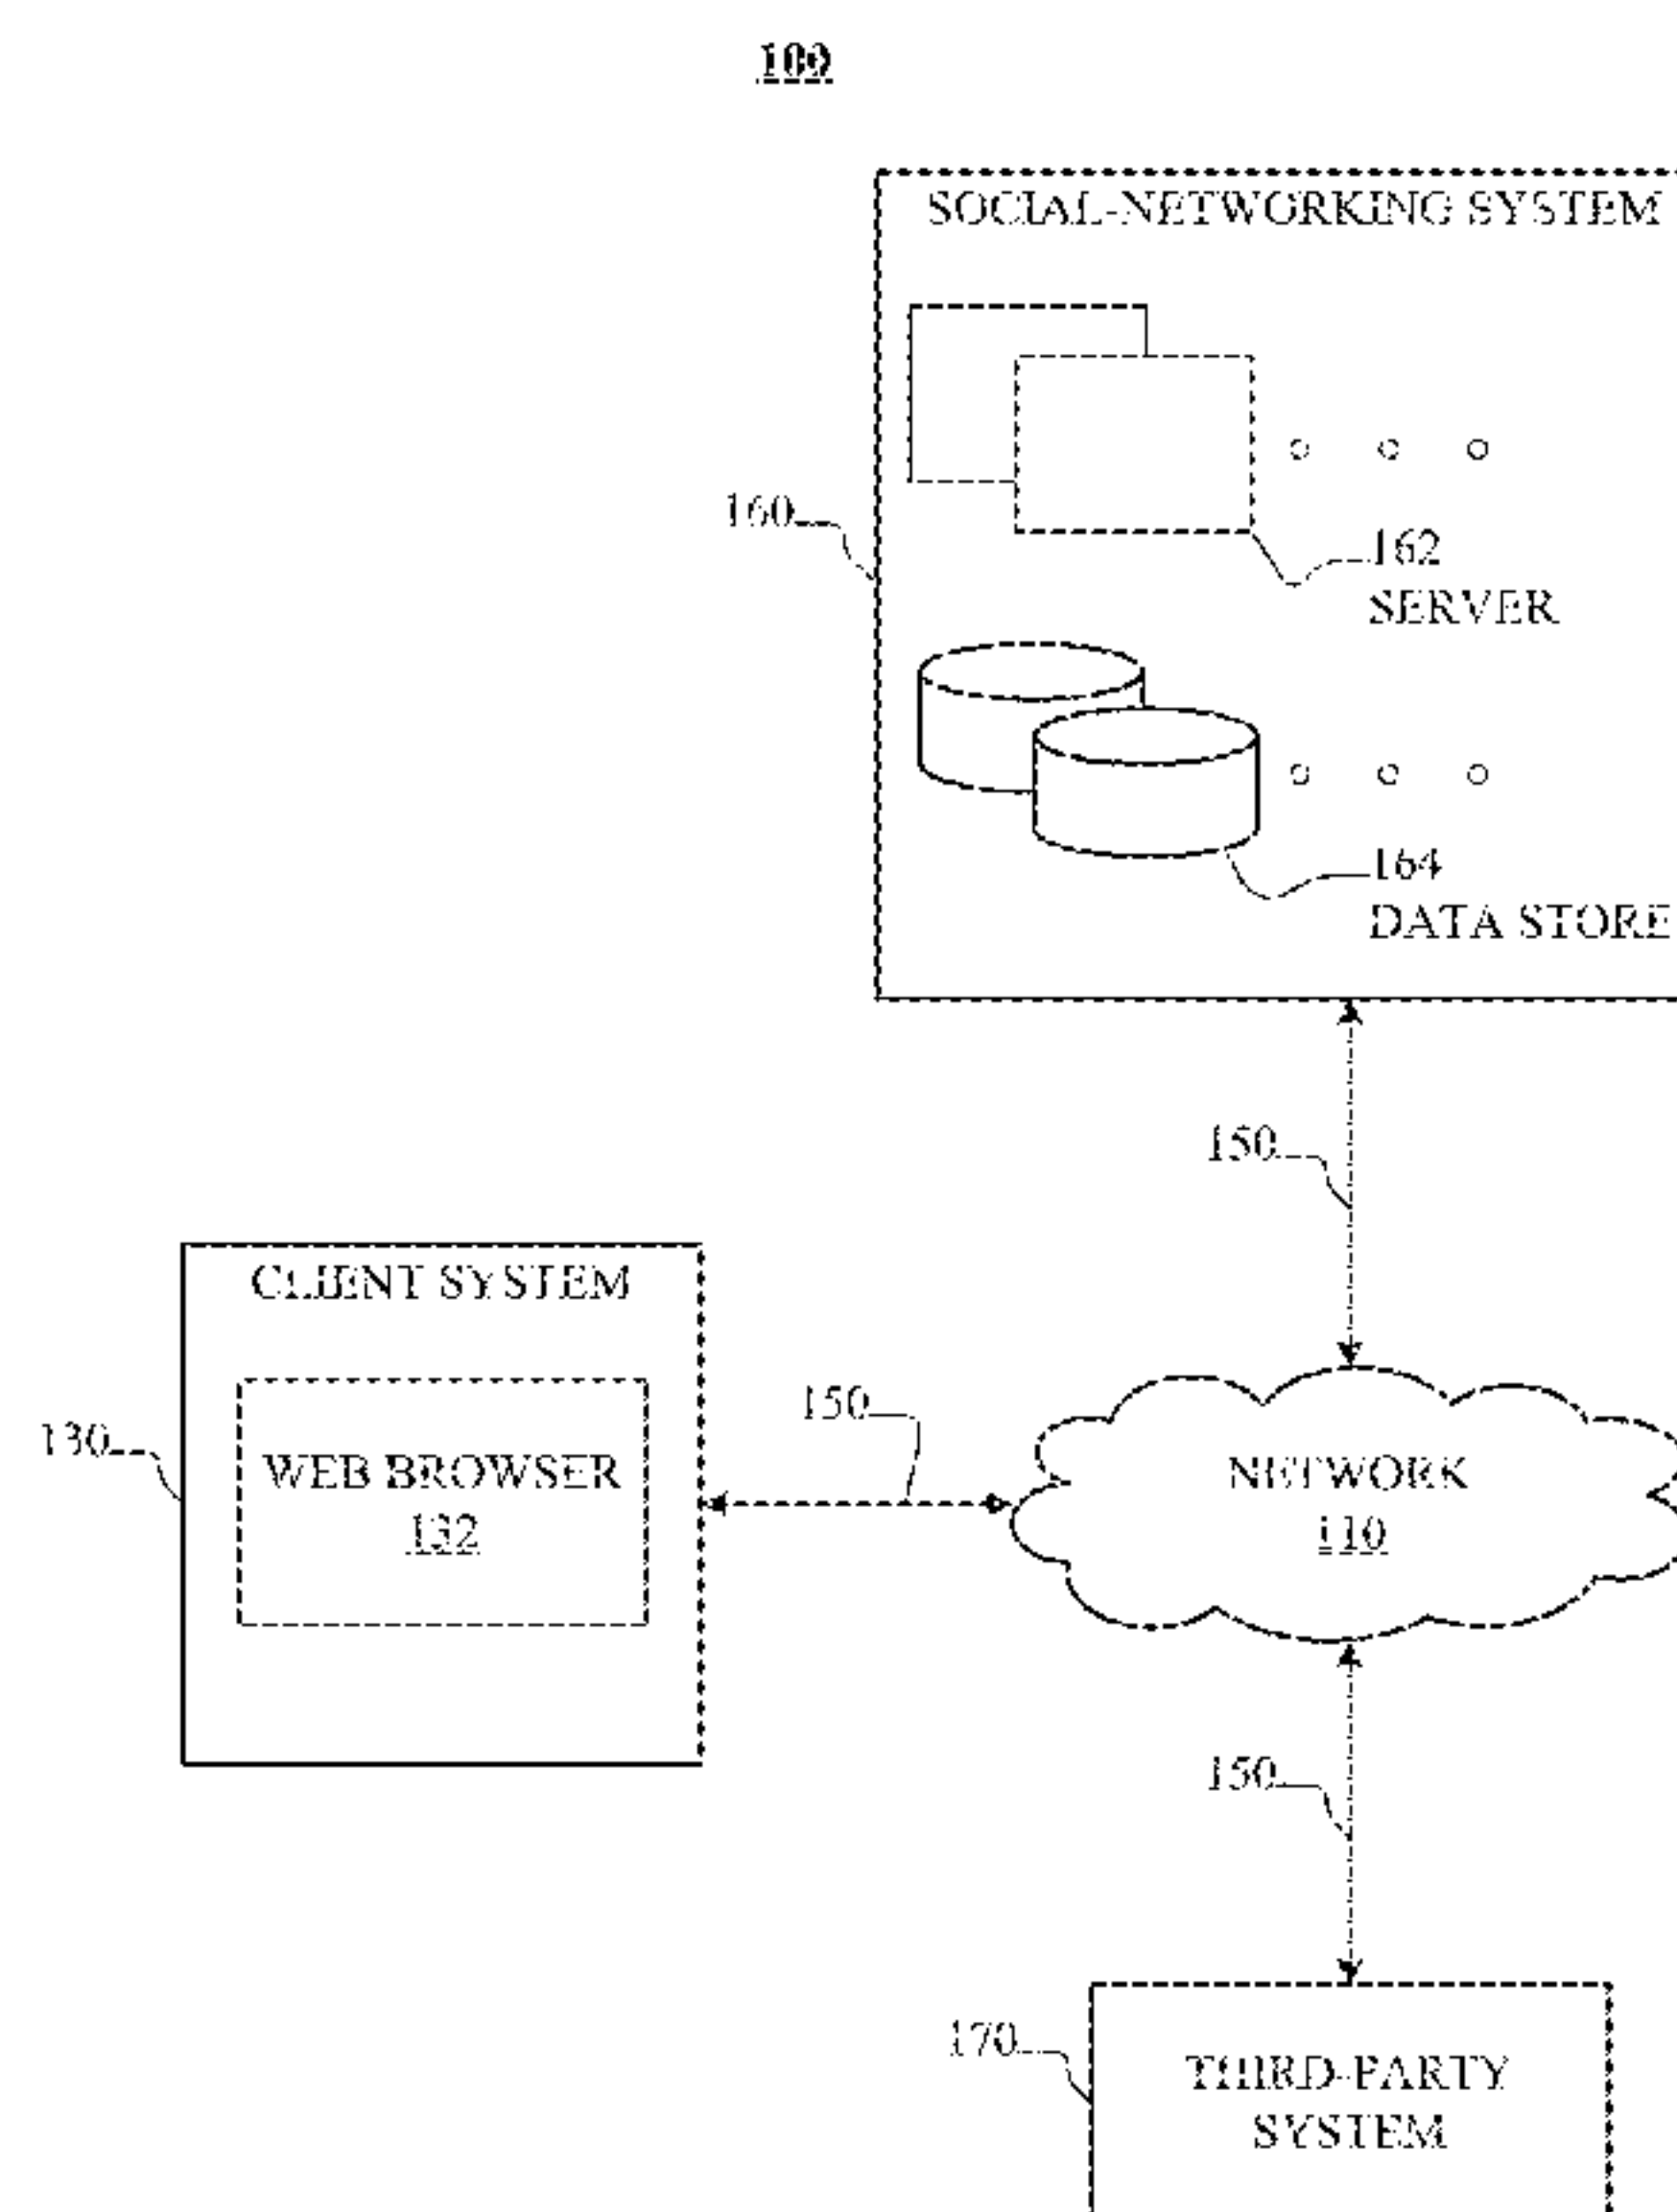 100
SOCIAL-NETWORKING SYSTEM
160
162
SERVER
164
DATA STORE
150
CLIENT SYSTEM
130
WEB BROWSER
132
150
NETWORK
110
150
170
THIRD-PARTY
SYSTEM